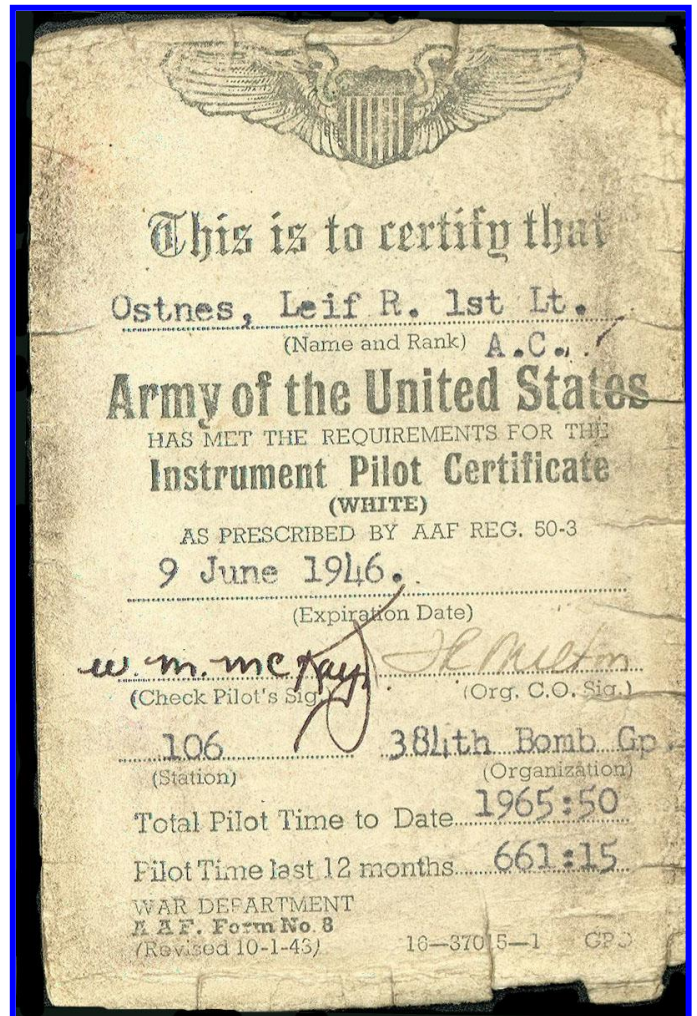 This is to certify that
Ostnes, Leif R. 1st Lt.
(Name and Rank) A.C.
Army of the United States
HAS MET THE REQUIREMENTS FOR THE
Instrument Pilot Certificate
(WHITE)
AS PRESCRIBED BY AAF REG. 50-3
9 June 1946.
(Expiration Date)
W. M. McKay
(Check Pilot's Sig.) (Org. C.O. Sig.)
106 384th Bomb Gp.
(Station) (Organization)
Total Pilot Time to Date 1965:50
Pilot Time last 12 months 661:15
WAR DEPARTMENT
A A F. Form No. 8
(Revised 10-1-43) 16—37015—1 GPO